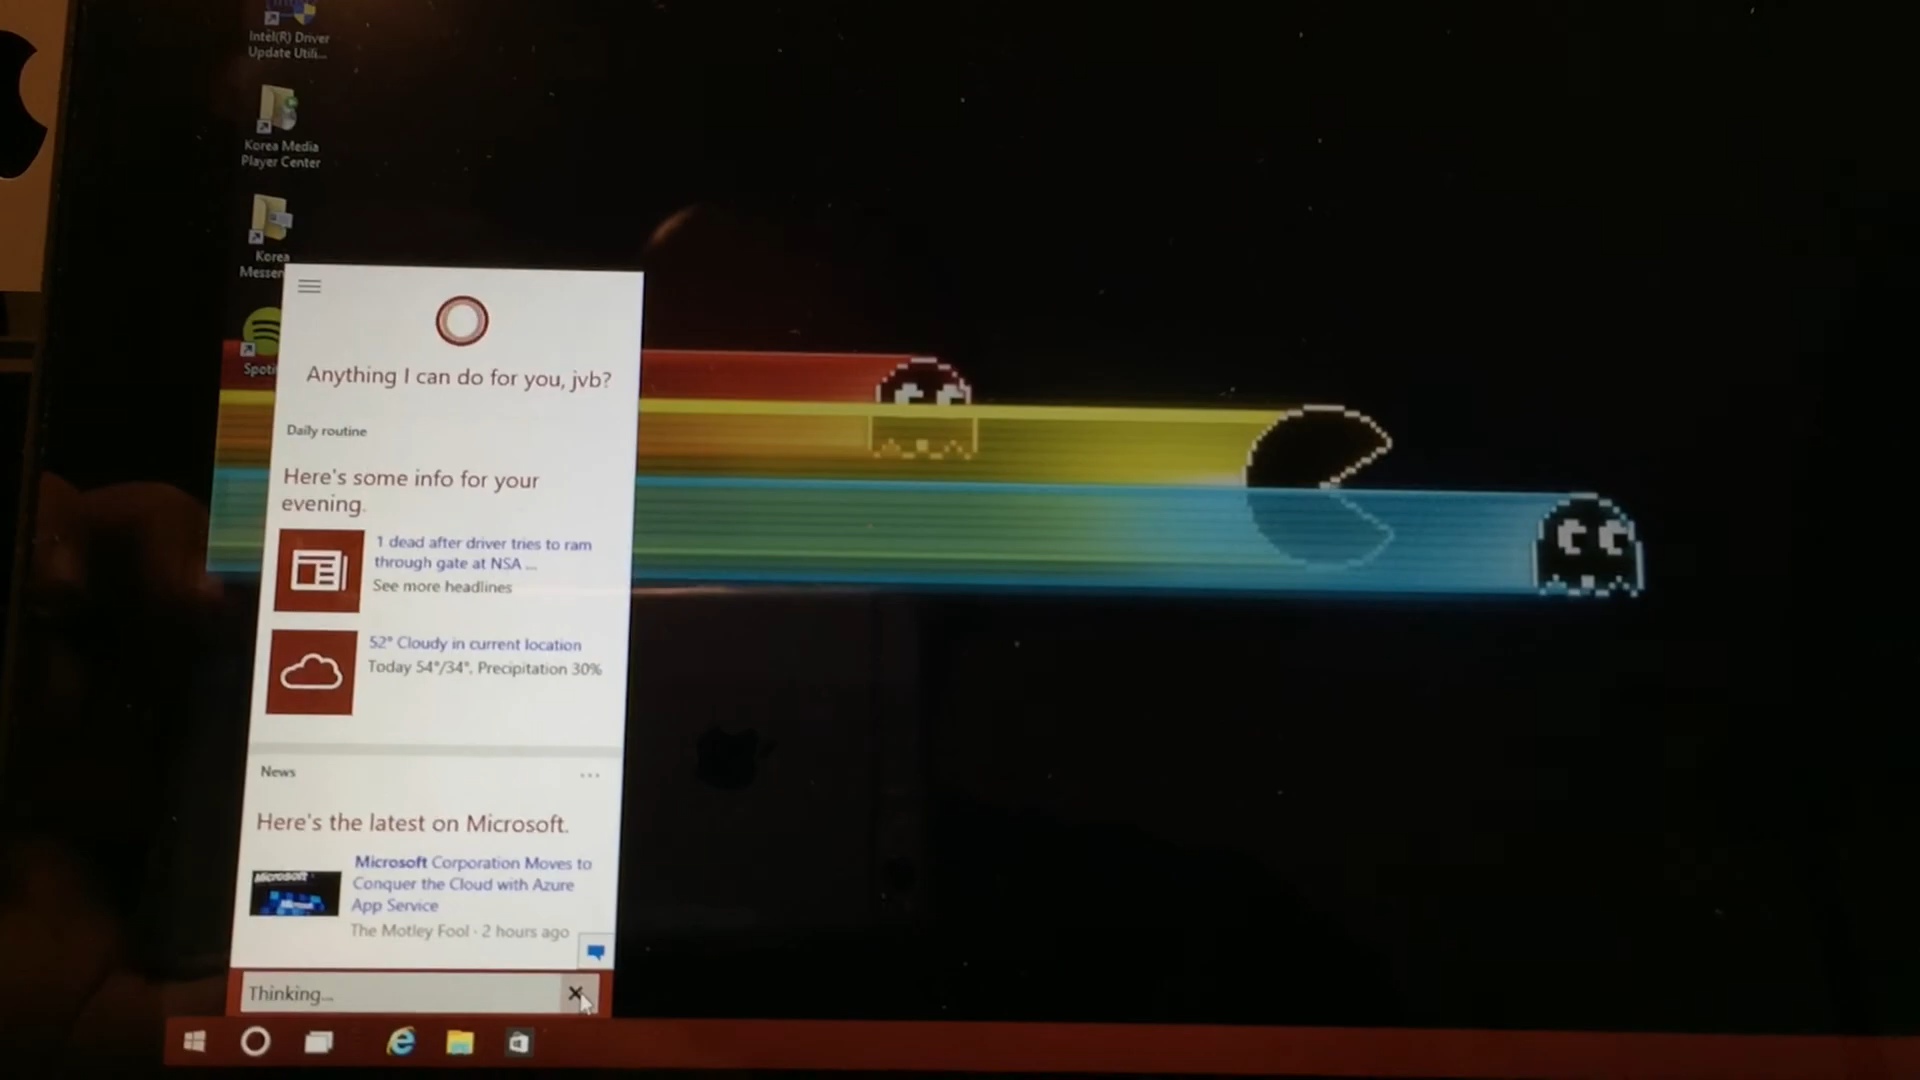 Intel(R) Driver
Update Utili...
Korea Media
Player Center
Korea
Messen
Spoti
Anything I can do for you, jvb?
Daily routine
Here's some info for your
evening.
1 dead after driver tries to ram
through gate at NSA ...
See more headlines
52° Cloudy in current location
Today 54°/34°. Precipitation 30%
News
Here's the latest on Microsoft.
Microsoft
Microsoft Corporation Moves to
Conquer the Cloud with Azure
App Service
The Motley Fool · 2 hours ago
Thinking...